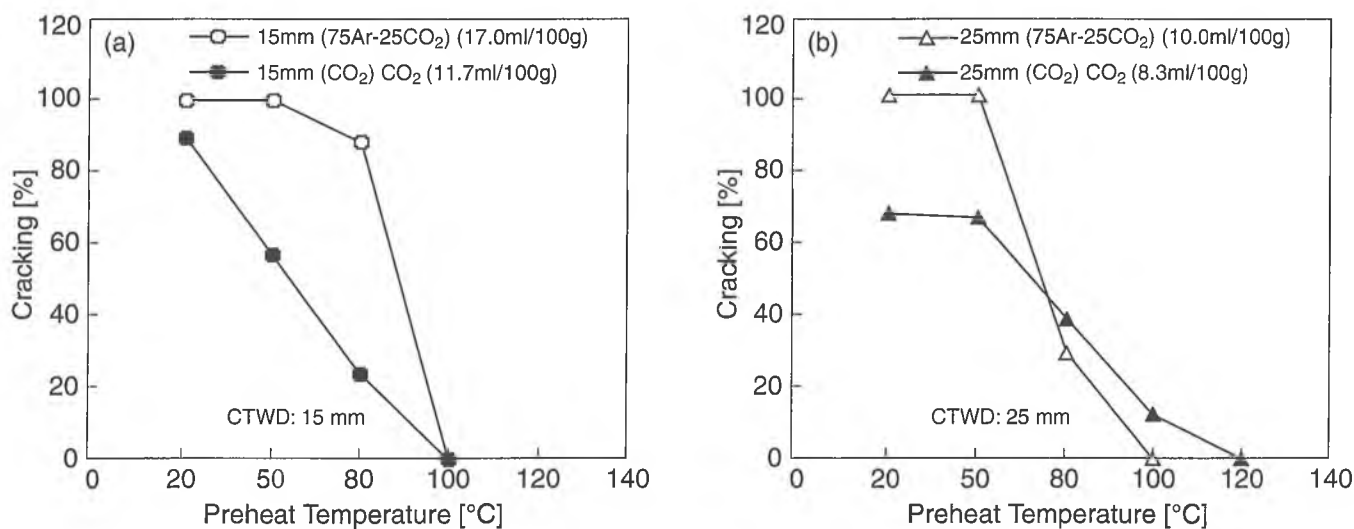 (a)
15mm (75Ar-25CO₂) (17.0ml/100g)
15mm (CO₂) CO₂ (11.7ml/100g)
120
100
80
60
40
20
0
Cracking [%]
CTWD: 15 mm
0 20 50 80 100 120 140
Preheat Temperature [°C]
(b)
25mm (75Ar-25CO₂) (10.0ml/100g)
25mm (CO₂) CO₂ (8.3ml/100g)
120
100
80
60
40
20
0
Cracking [%]
CTWD: 25 mm
0 20 50 80 100 120 140
Preheat Temperature [°C]